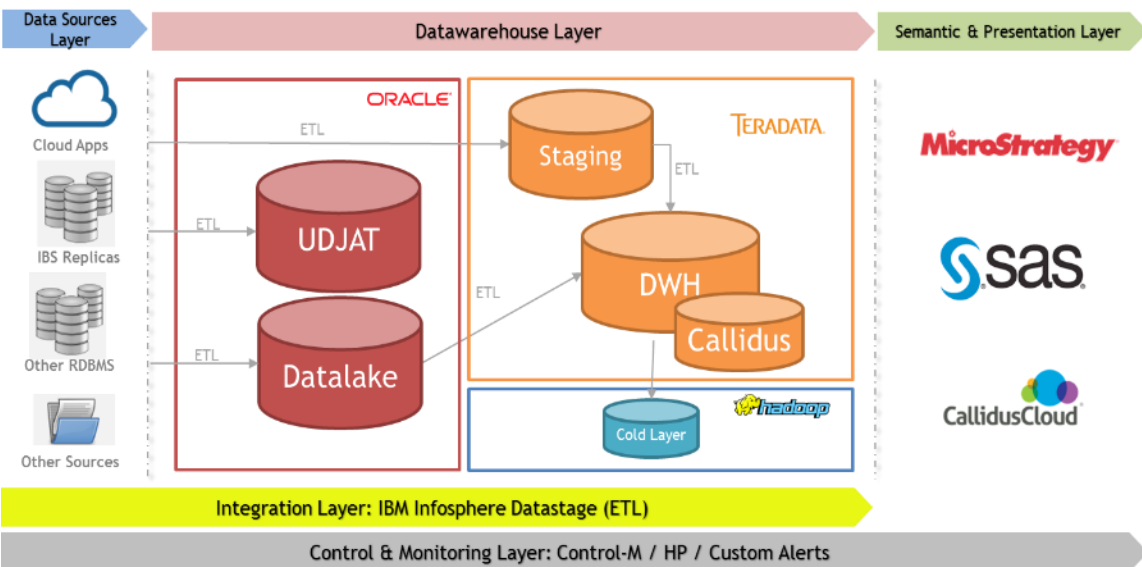 Data Sources
Layer
Datawarehouse Layer
Semantic & Presentation Layer
Cloud Apps
IBS Replicas
Other RDBMS
Other Sources
ORACLE
ETL
ETL
UDJAT
ETL
Datalake
ETL
TERADATA.
Staging
ETL
DWH
Callidus
hadoop
Cold Layer
MicroStrategy
sas
CallidusCloud
Integration Layer: IBM Infosphere Datastage (ETL)
Control & Monitoring Layer: Control-M / HP / Custom Alerts